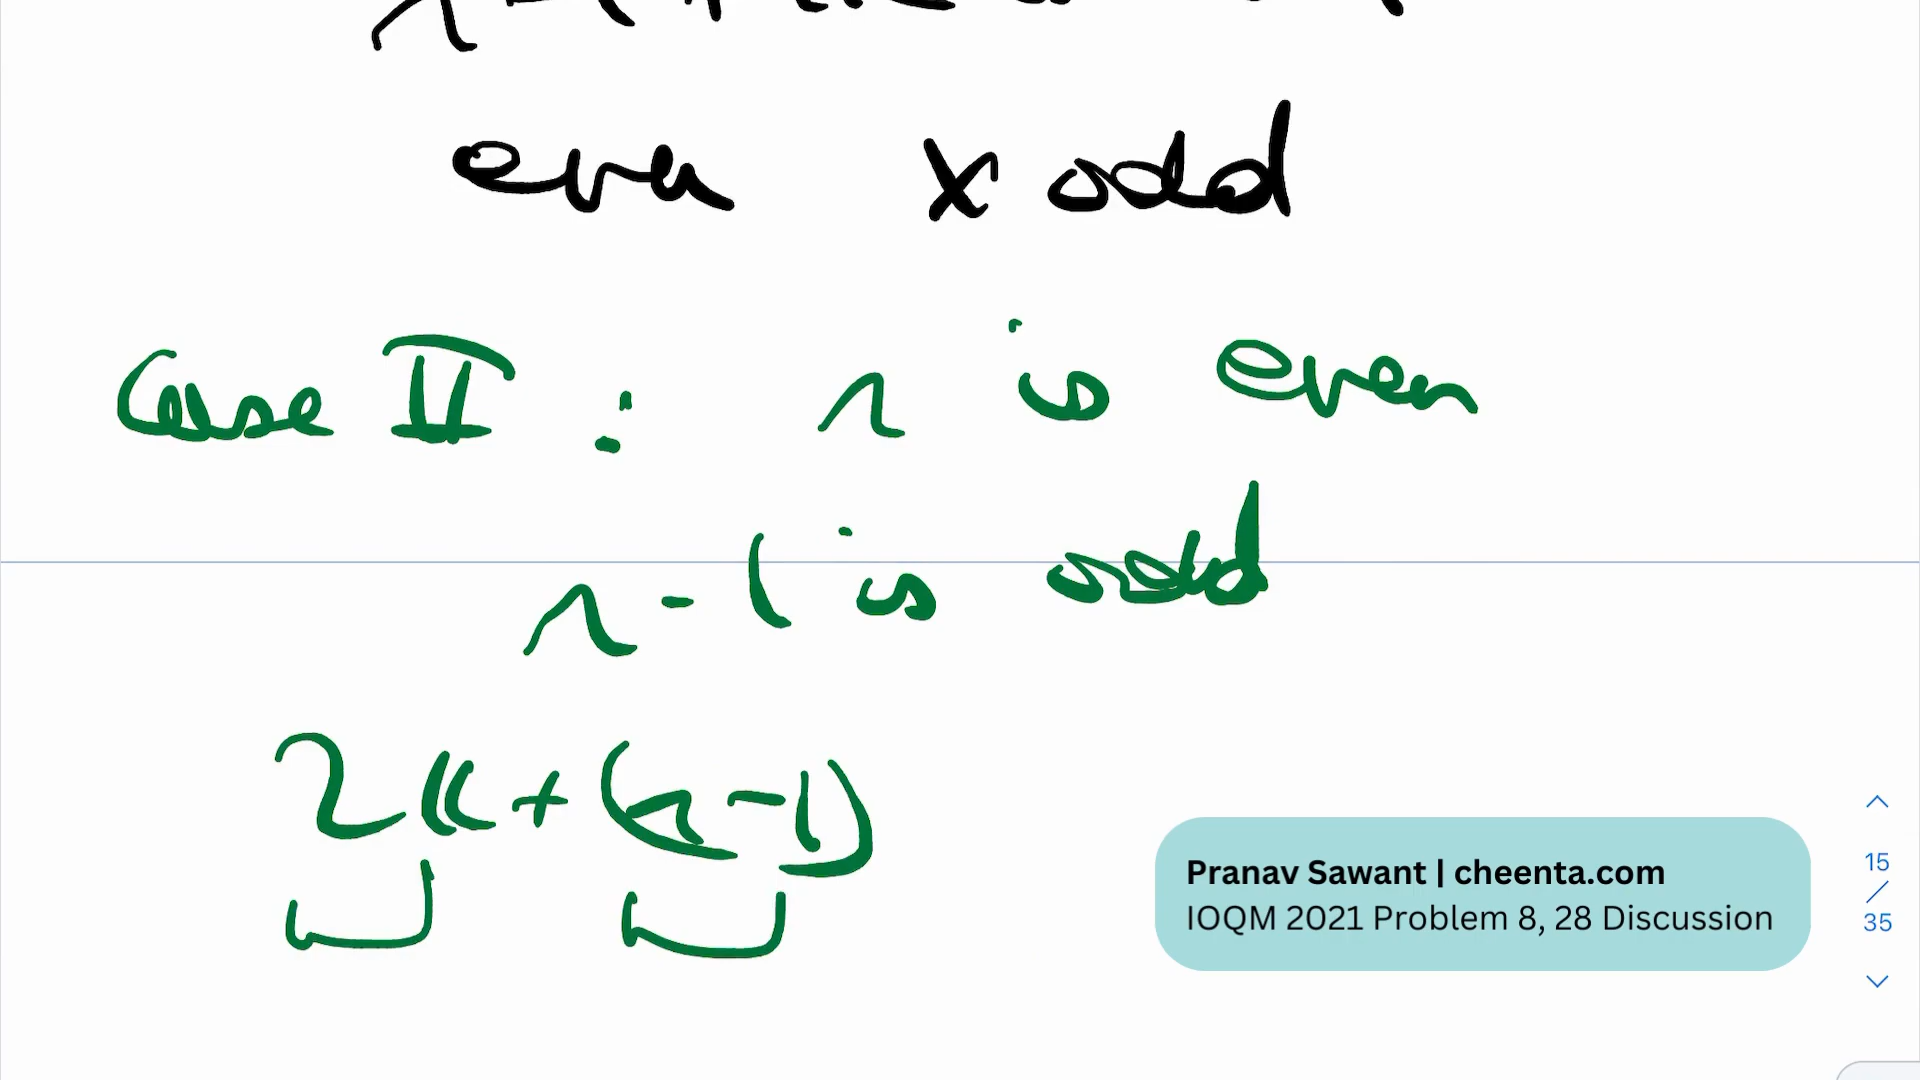 even x odd
Case II : n is even
n - 1 is odd
2k + (n-1)
Pranav Sawant | cheenta.com
IOQM 2021 Problem 8, 28 Discussion
15
/
35